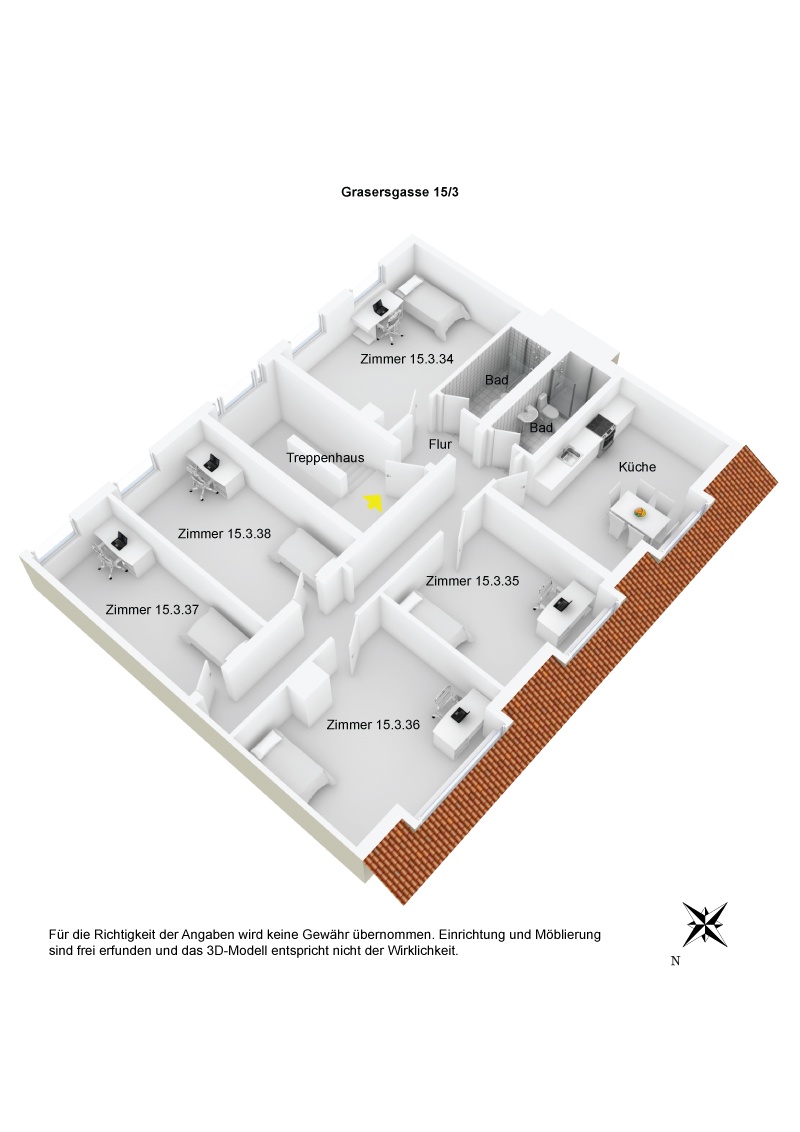 Grasersgasse 15/3
Zimmer 15.3.34
Bad
Bad
Flur
Treppenhaus
Küche
Zimmer 15.3.38
Zimmer 15.3.35
Zimmer 15.3.37
Zimmer 15.3.36
Für die Richtigkeit der Angaben wird keine Gewähr übernommen. Einrichtung und Möblierung
sind frei erfunden und das 3D-Modell entspricht nicht der Wirklichkeit.
N